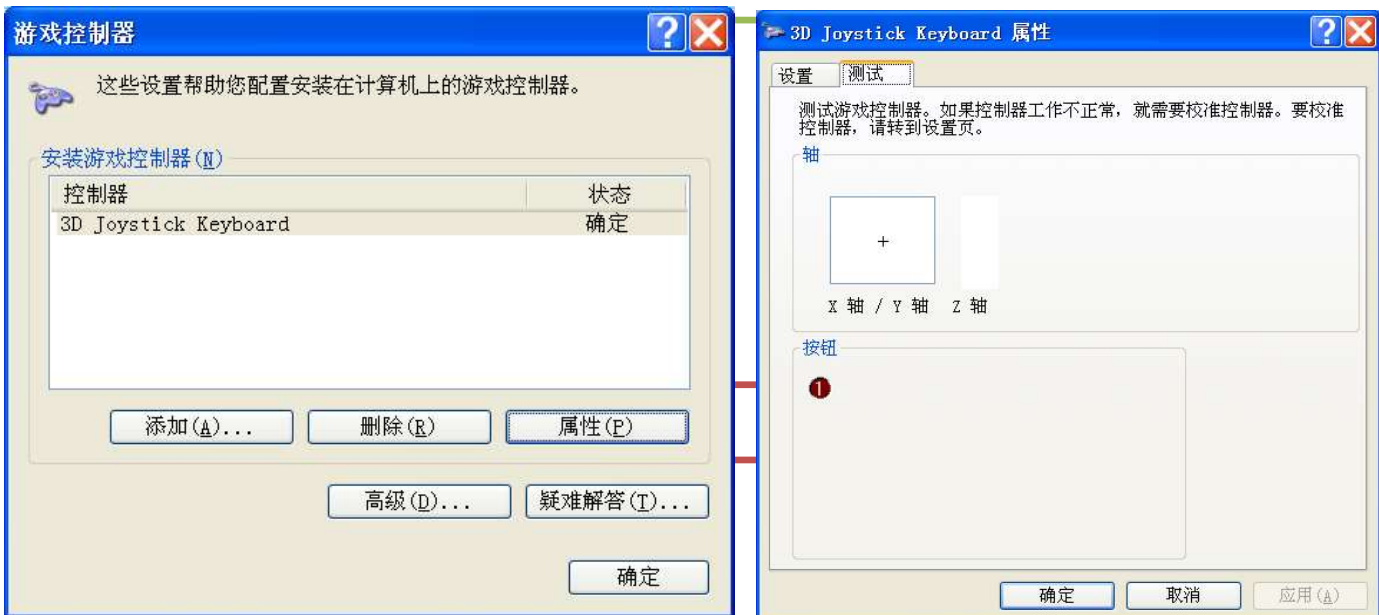 游戏控制器
这些设置帮助您配置安装在计算机上的游戏控制器。
安装游戏控制器(N)
控制器 状态
3D Joystick Keyboard 确定
添加(A)... 删除(R) 属性(P)
高级(D)... 疑难解答(T)...
确定
3D Joystick Keyboard 属性
设置 测试
测试游戏控制器。如果控制器工作不正常，就需要校准控制器。要校准
控制器，请转到设置页。
轴
X 轴 / Y 轴 Z 轴
按钮
1
确定 取消 应用(A)